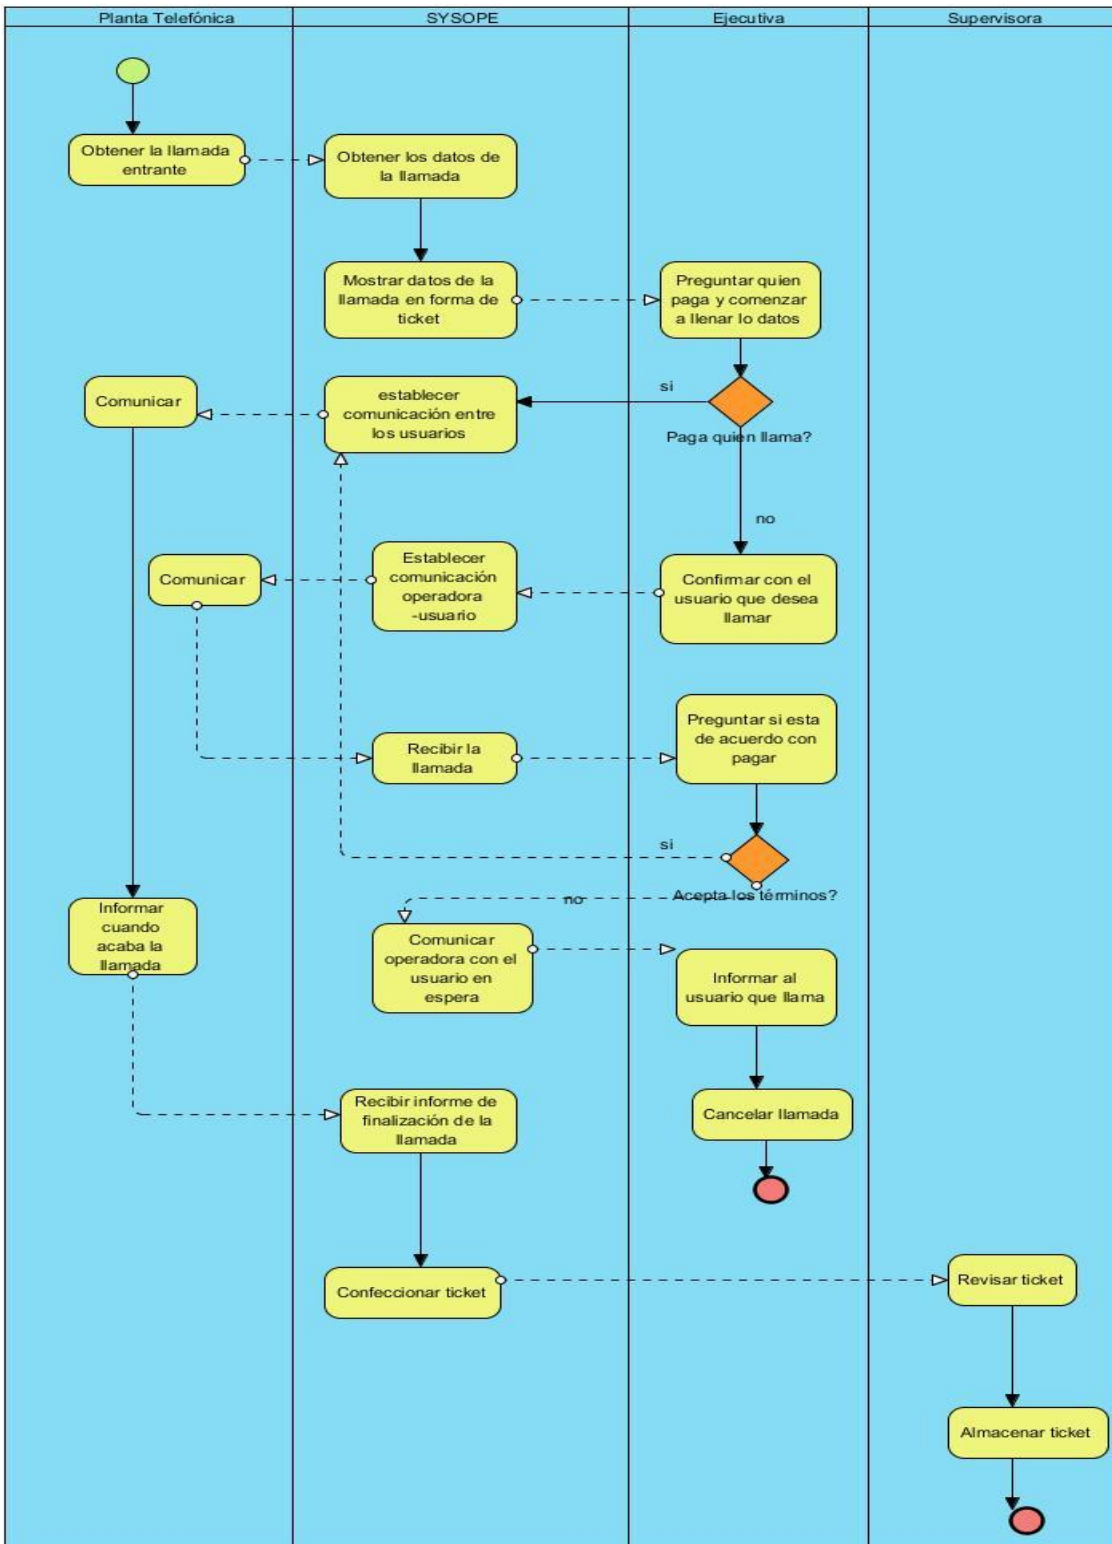 Planta Telefónica
SYSOPE
Ejecutiva
Supervisora
Obtener la llamada
entrante
Obtener los datos de
la llamada
Mostrar datos de la
llamada en forma de
ticket
Preguntar quien
paga y comenzar
a llenar lo datos
si
Paga quien llama?
establecer
comunicación entre
los usuarios
Comunicar
no
Confirmar con el
usuario que desea
llamar
Establecer
comunicación
operadora
-usuario
Comunicar
Recibir la
llamada
Preguntar si esta
de acuerdo con
pagar
si
Acepta los términos?
no
Informar
cuando
acaba la
llamada
Comunicar
operadora con el
usuario en
espera
Informar al
usuario que llama
Recibir informe de
finalización de la
llamada
Cancelar llamada
Confeccionar ticket
Revisar ticket
Almacenar ticket